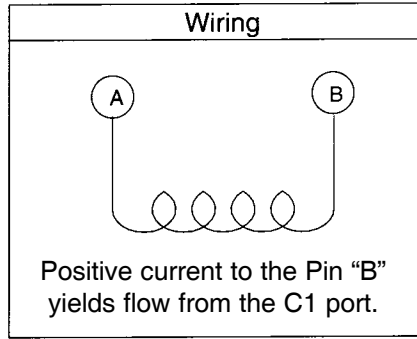 Wiring
A
B
Positive current to the Pin “B”
yields flow from the C1 port.